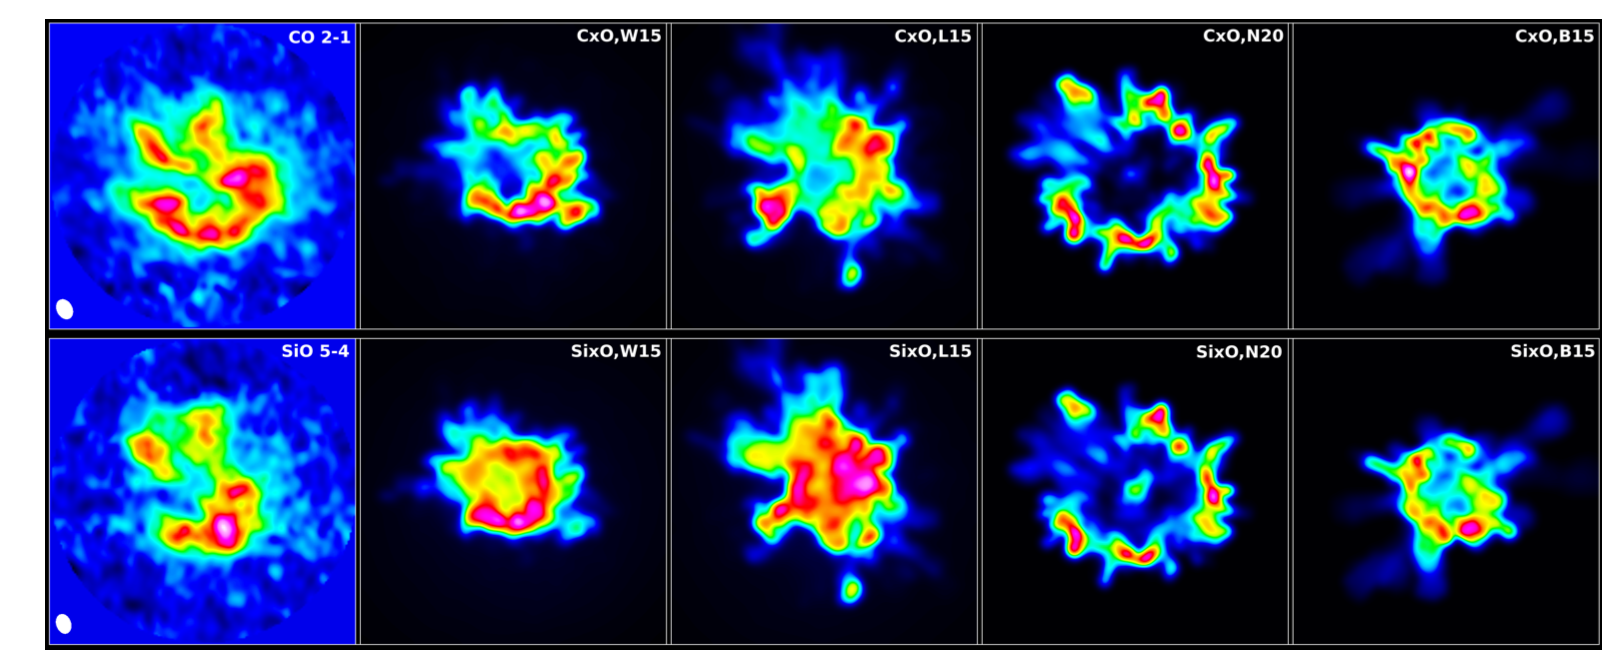 CO 2-1
CxO,W15
CxO,L15
CxO,N20
CxO,B15
SiO 5-4
SixO,W15
SixO,L15
SixO,N20
SixO,B15